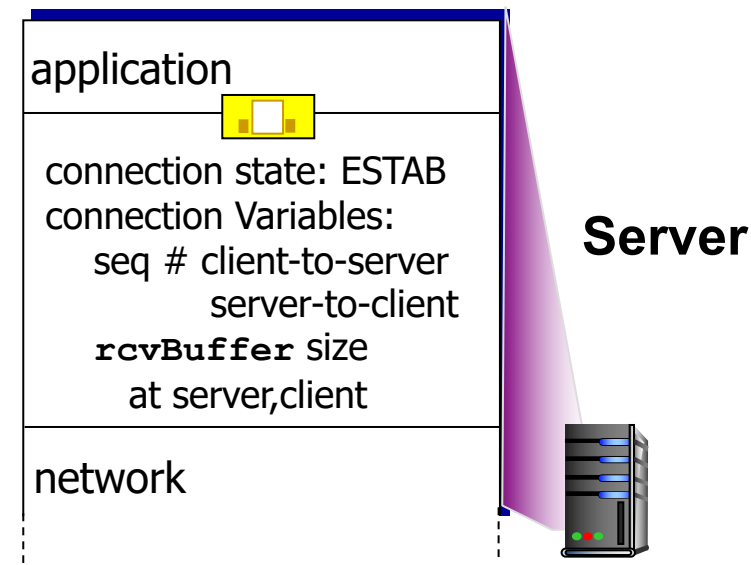 application
connection state: ESTAB
connection Variables:
seq # client-to-server
server-to-client
rcvBuffer size
at server,client
network
Server